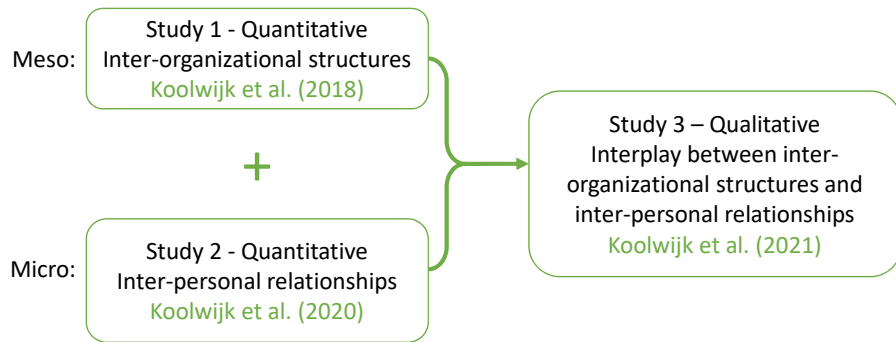 Meso:
Study 1 - Quantitative
Inter-organizational structures
Koolwijk et al. (2018)
+
Micro:
Study 2 - Quantitative
Inter-personal relationships
Koolwijk et al. (2020)
Study 3 – Qualitative
Interplay between inter-
organizational structures and
inter-personal relationships
Koolwijk et al. (2021)